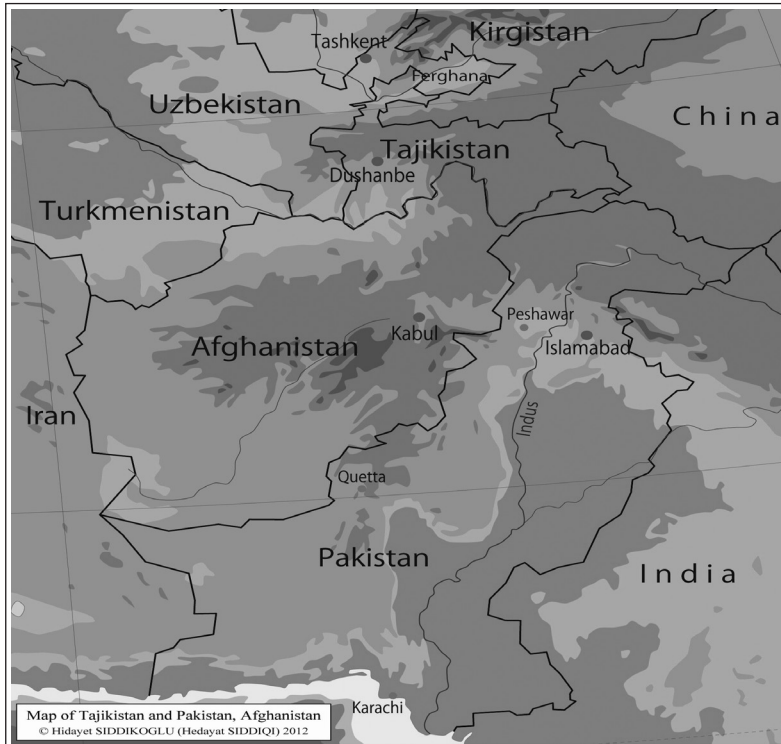 Tashkent
Kirgistan
Ferghana
Uzbekistan
China
Tajikistan
Dushanbe
Turkmenistan
Peshawar
Kabul
Islamabad
Afghanistan
Iran
Indus
Quetta
Pakistan
India
Karachi
Map of Tajikistan and Pakistan, Afghanistan
© Hidayet SIDDIKOGLU (Hedayat SIDDIQI) 2012